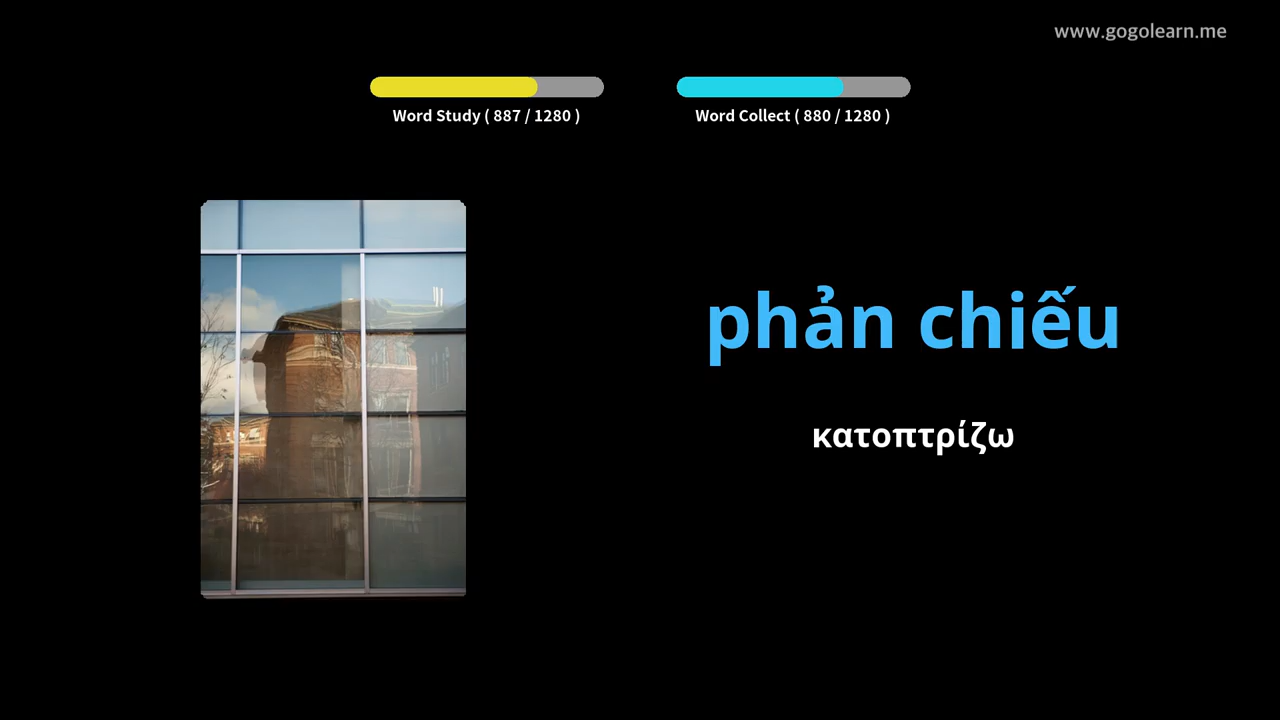 www.gogolearn.me
Word Study ( 887 / 1280 )
Word Collect ( 880 / 1280 )
phản chiếu
κατοπτρίζω